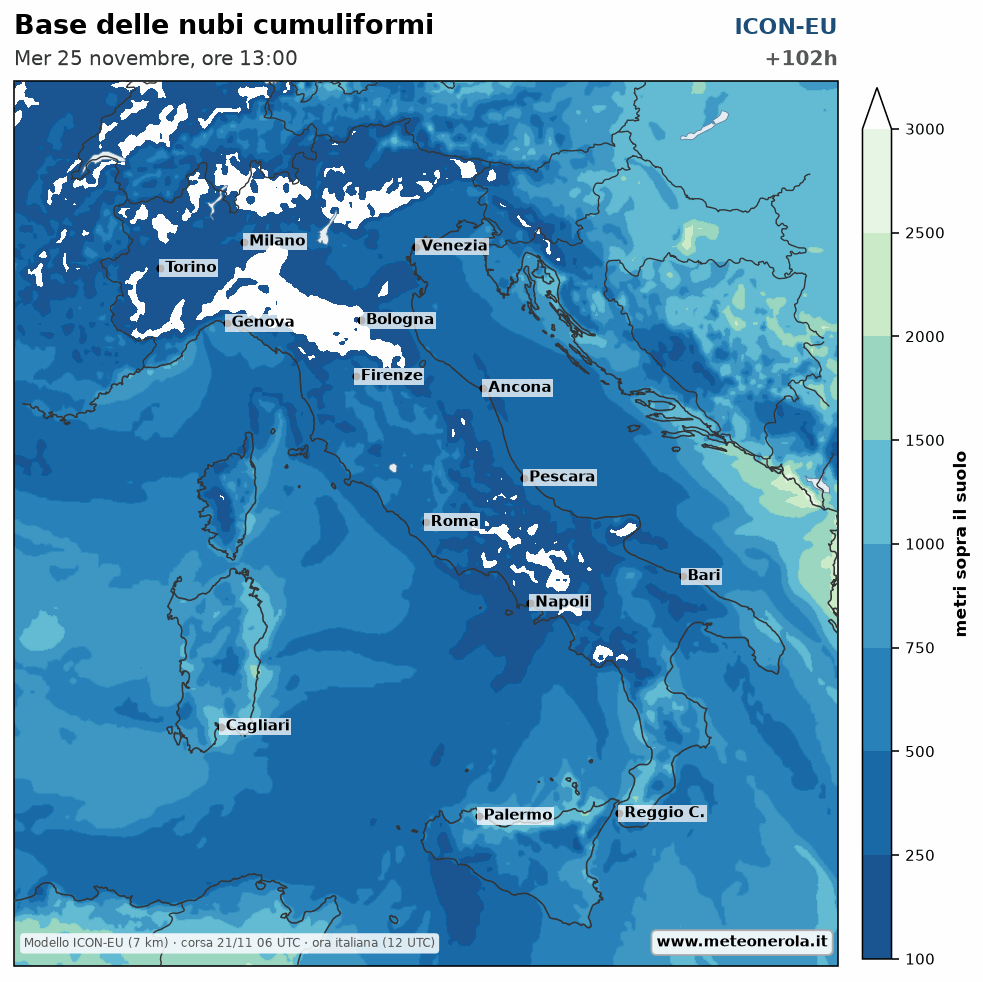 Base delle nubi cumuliformi
ICON-EU
Mer 25 novembre, ore 13:00
+102h
3000
2500
2000
1500
1000
750
500
250
100
metri sopra il suolo
Milano
Venezia
Torino
Genova
Bologna
Firenze
Ancona
Pescara
Roma
Bari
Napoli
Cagliari
Palermo
Reggio C.
Modello ICON-EU (7 km) · corsa 21/11 06 UTC · ora italiana (12 UTC)
www.meteonerola.it